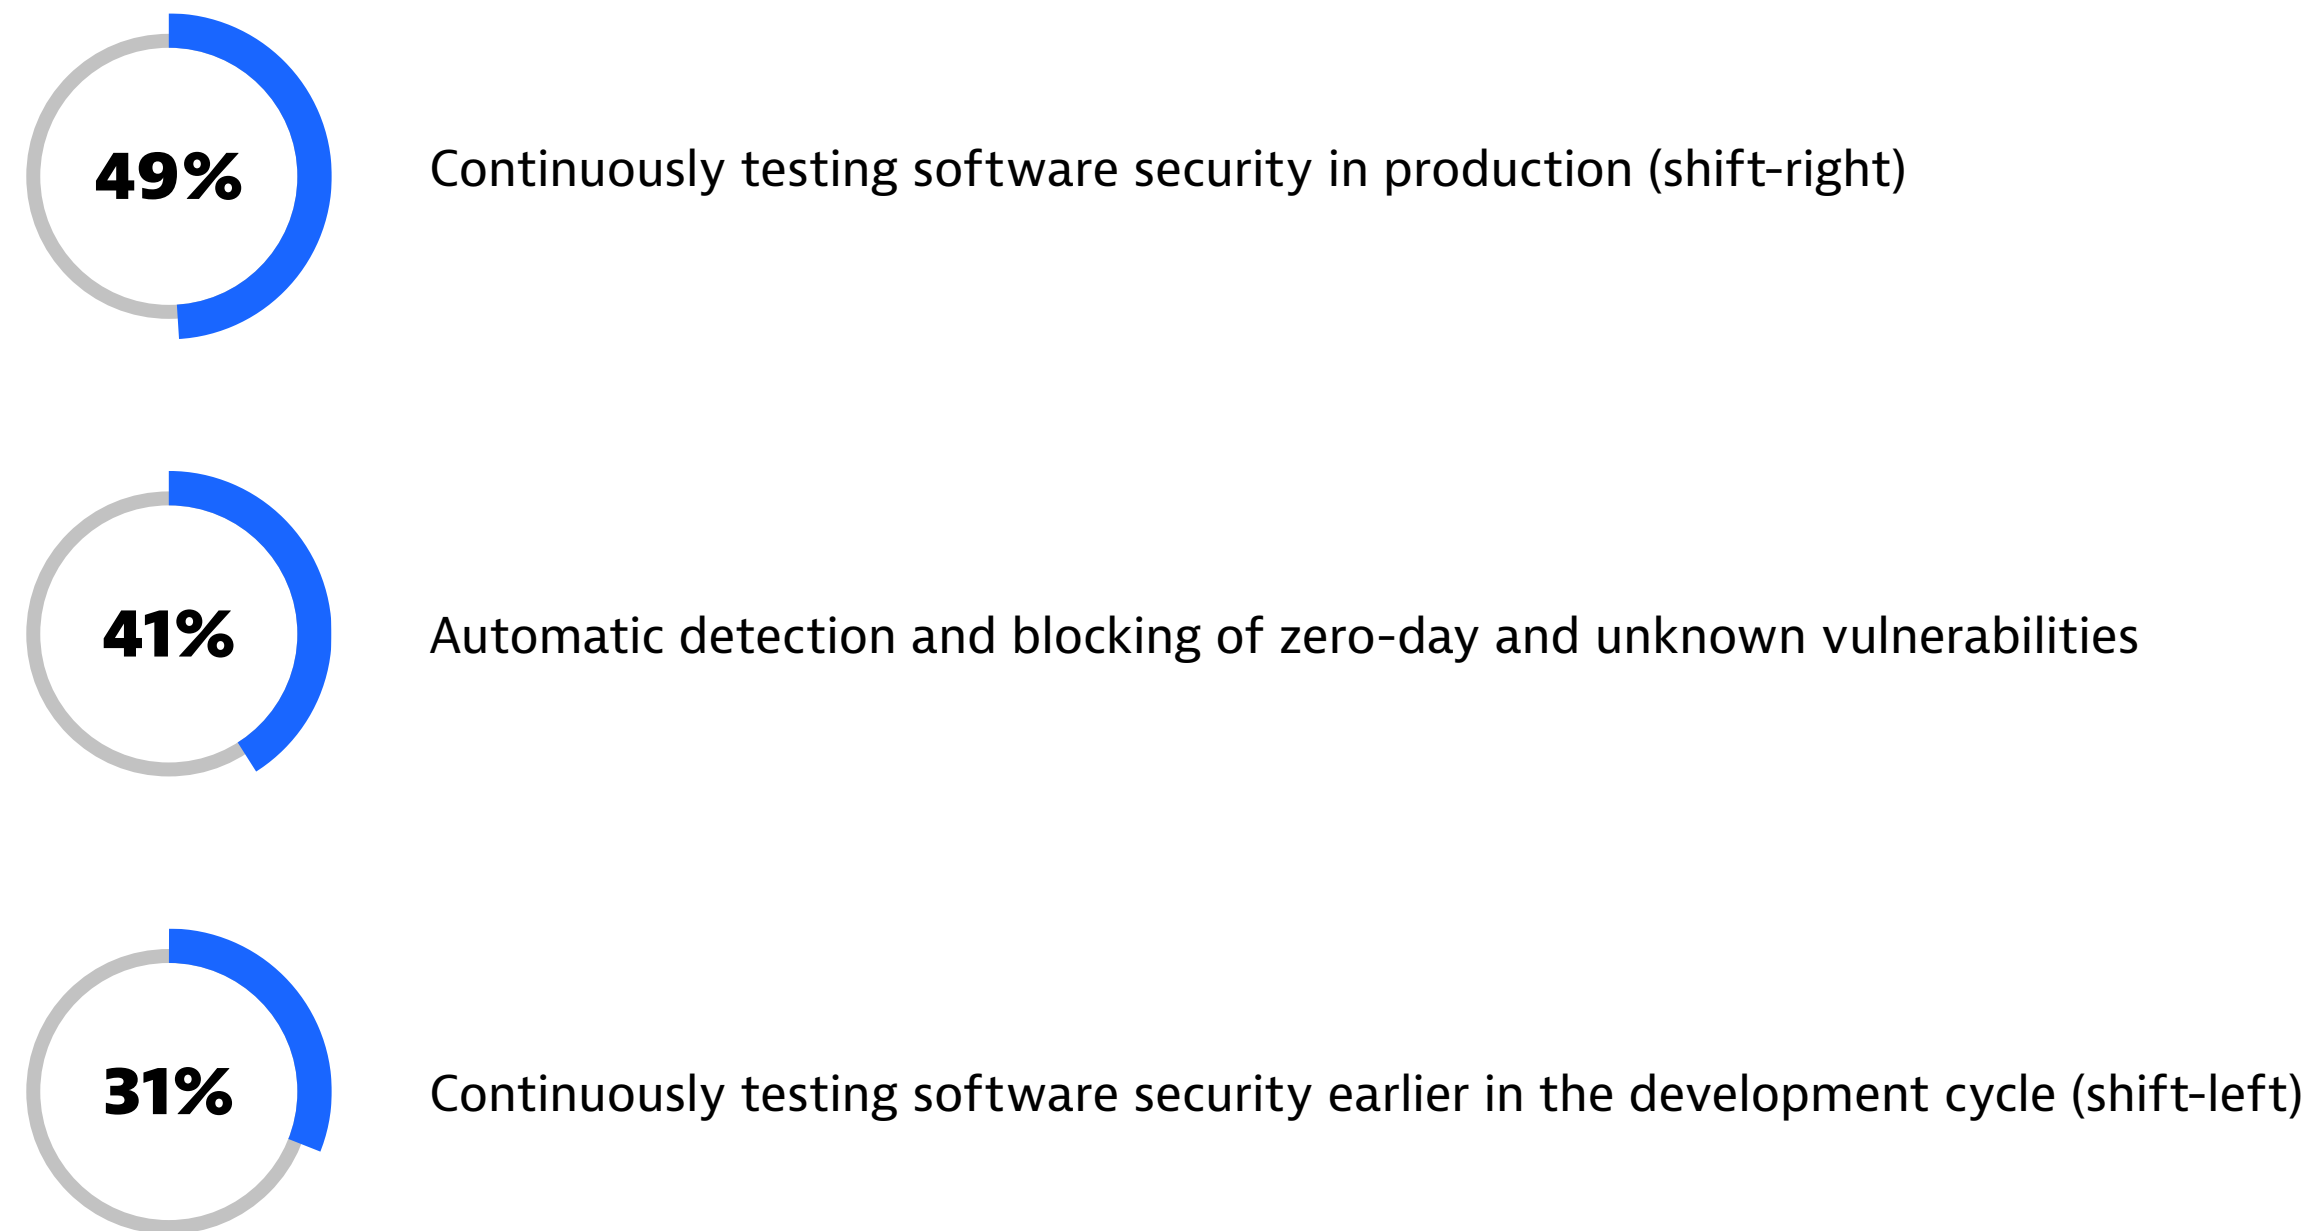 49%
Continuously testing software security in production (shift-right)
41%
Automatic detection and blocking of zero-day and unknown vulnerabilities
31%
Continuously testing software security earlier in the development cycle (shift-left)